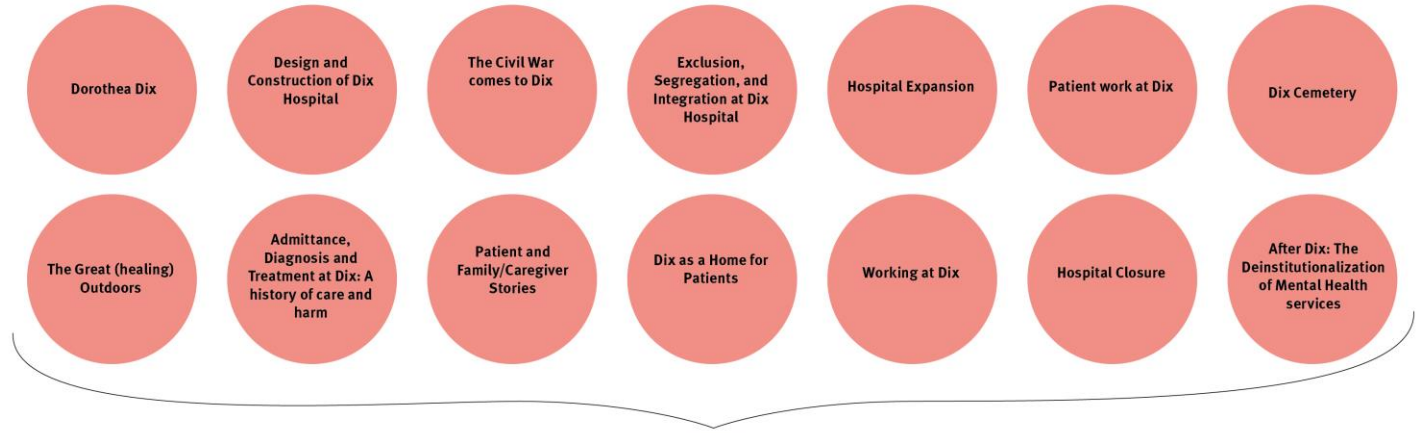 Dorothea Dix
Design and
Construction of Dix
Hospital
The Civil War
comes to Dix
Exclusion,
Segregation, and
Integration at Dix
Hospital
Hospital Expansion
Patient work at Dix
Dix Cemetery
The Great (healing)
Outdoors
Admittance,
Diagnosis and
Treatment at Dix: A
history of care and
harm
Patient and
Family/Caregiver
Stories
Dix as a Home for
Patients
Working at Dix
Hospital Closure
After Dix: The
Deinstitutionalization
of Mental Health
services